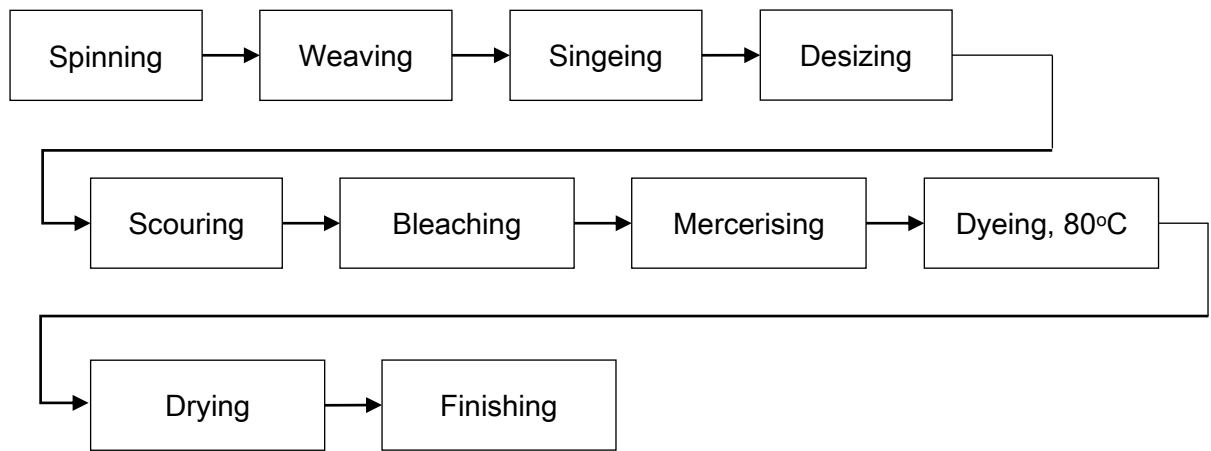 Spinning
Weaving
Singeing
Desizing
Scouring
Bleaching
Mercerising
Dyeing, 80°C
Drying
Finishing